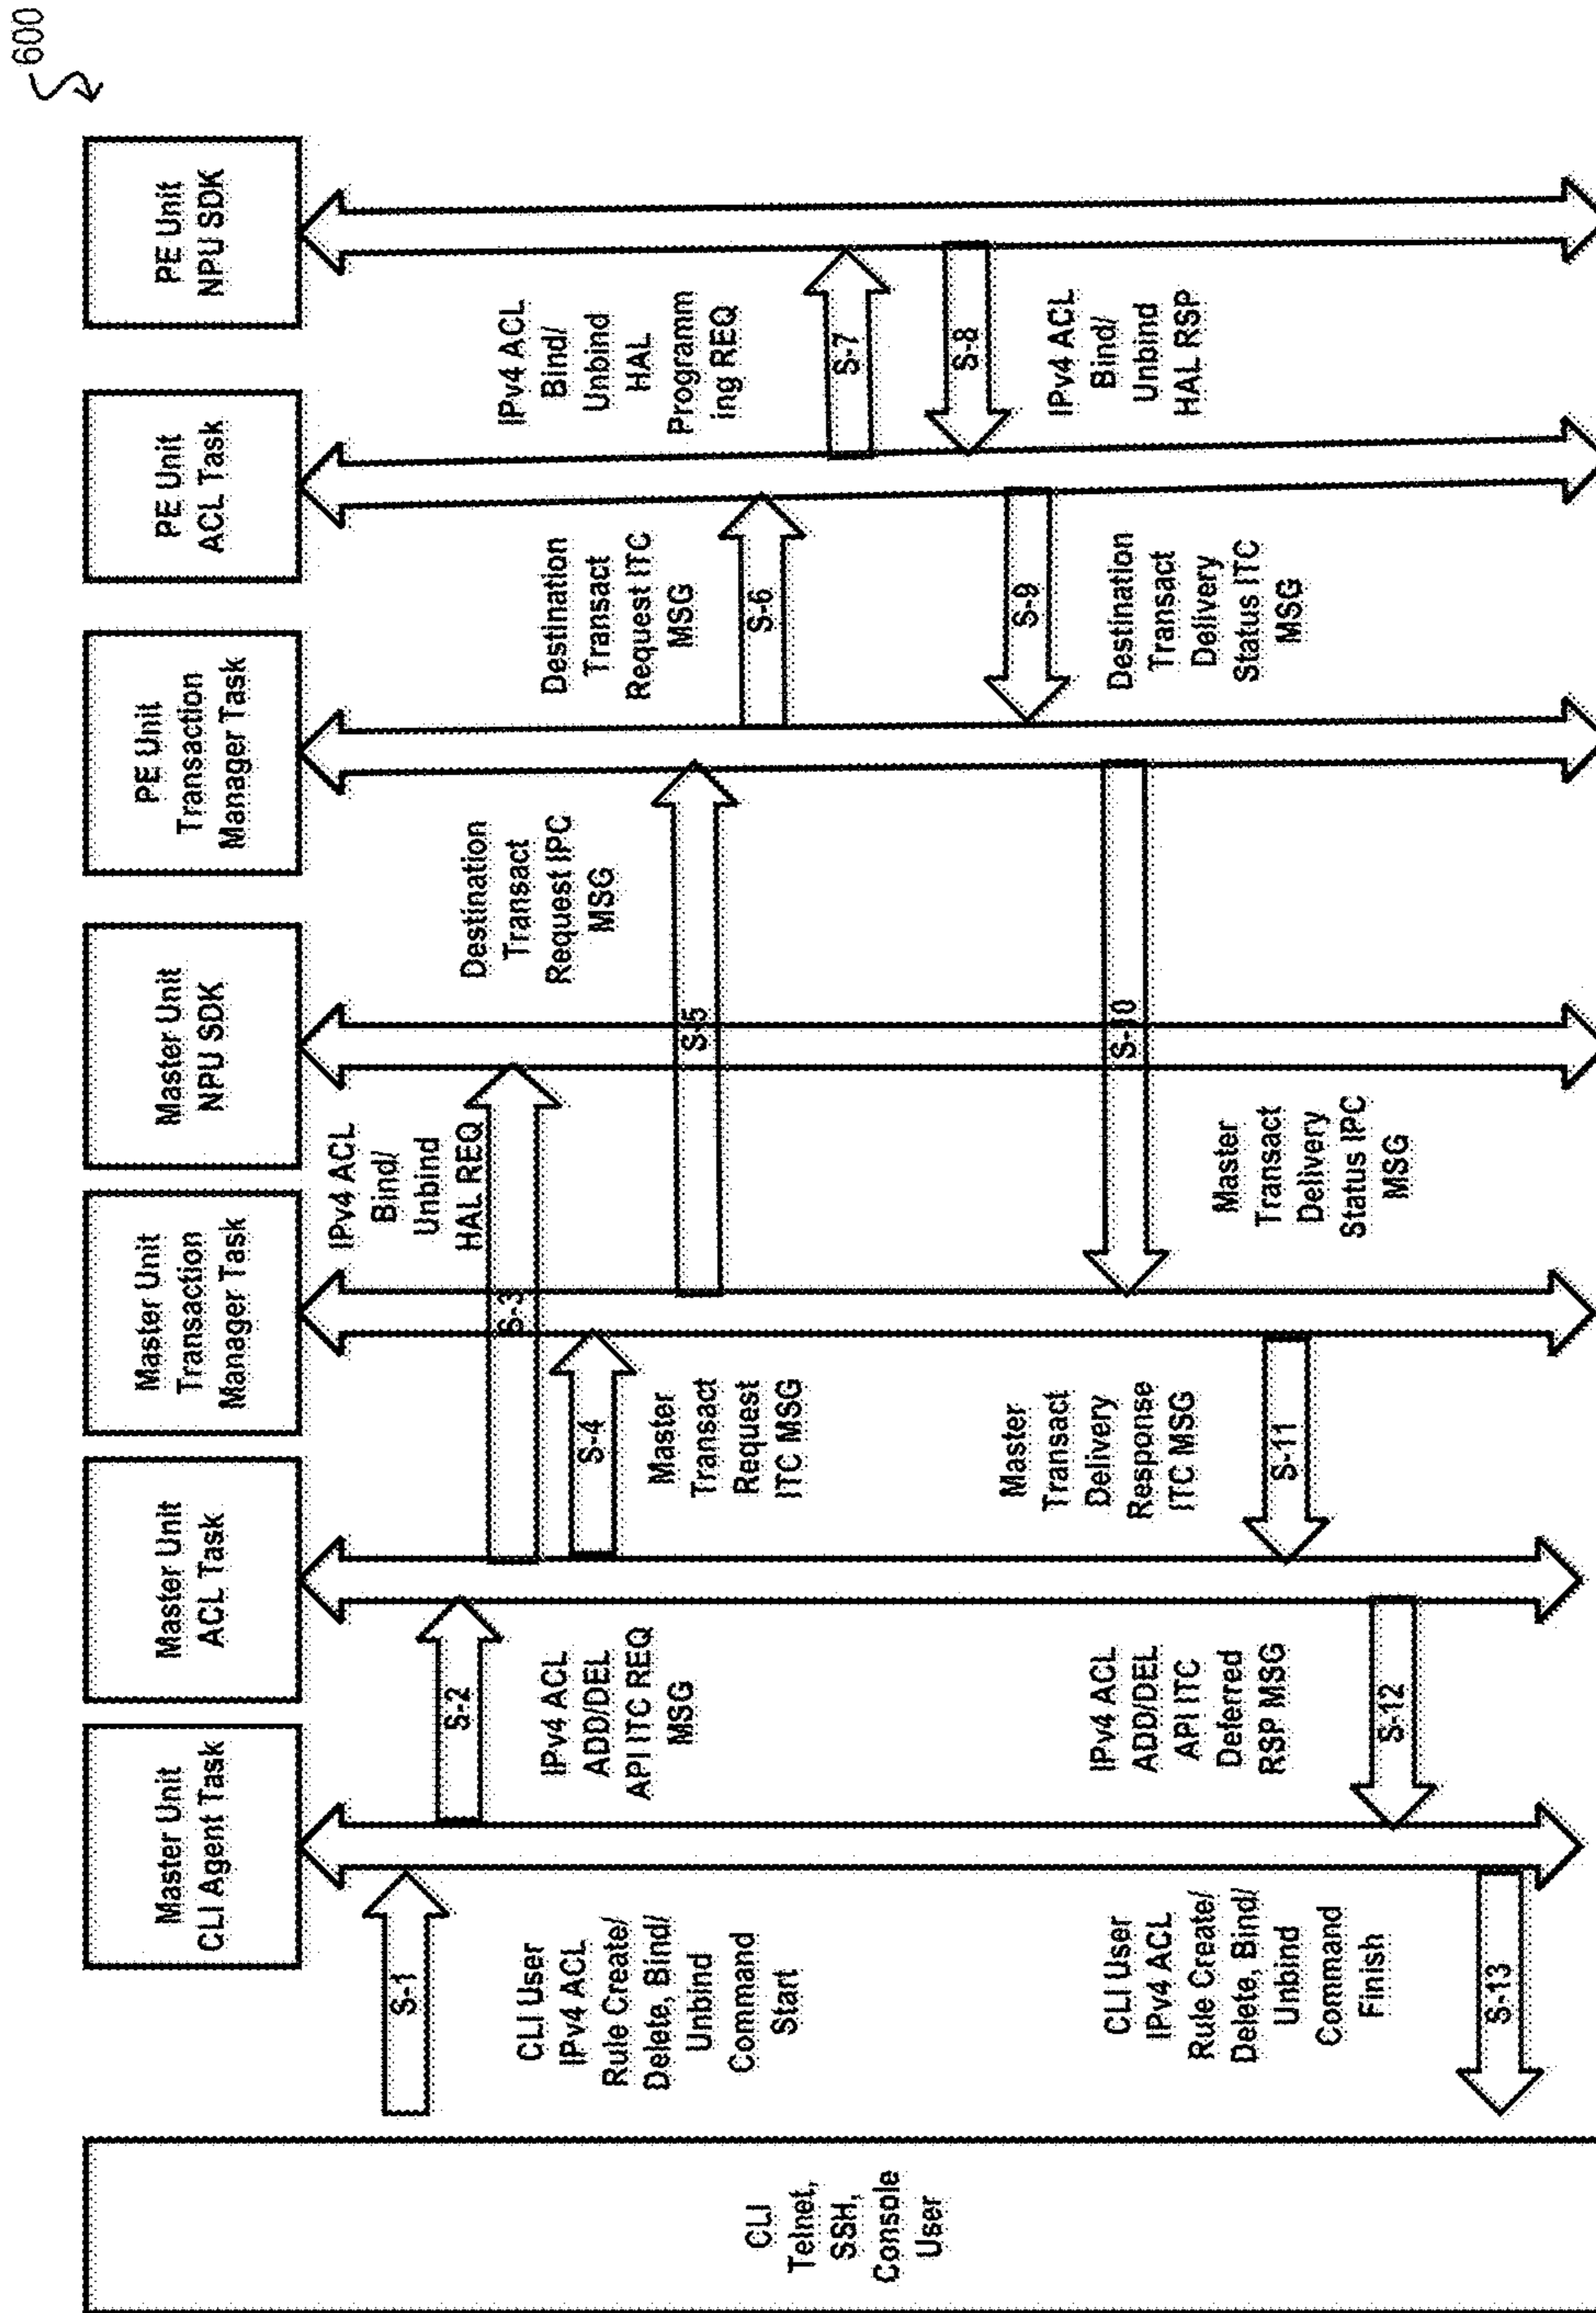 600
Master Unit
CLI Agent Task
Master Unit
ACL Task
Master Unit
Transaction
Manager Task
Master Unit
NPU SDK
PE Unit
Transaction
Manager Task
PE Unit
ACL Task
PE Unit
NPU SDK
CLI
Telnet,
SSH,
Console
User
S-1
CLI User
IPv4 ACL
Rule Create/
Delete, Bind/
Unbind
Command
Start
S-2
IPv4 ACL
ADD/DEL
API ITC REQ
MSG
S-3
IPv4 ACL
Bind/
Unbind
HAL REQ
S-4
Master
Transact
Request
ITC MSG
S-5
Destination
Transact
Request IPC
MSG
S-6
Destination
Transact
Request ITC
MSG
S-7
IPv4 ACL
Bind/
Unbind
HAL
Programm
ing REQ
S-8
IPv4 ACL
Bind/
Unbind
HAL RSP
S-9
Destination
Transact
Delivery
Status ITC
MSG
S-10
Master
Transact
Delivery
Status IPC
MSG
S-11
Master
Transact
Delivery
Response
ITC MSG
S-12
IPv4 ACL
ADD/DEL
API ITC
Deferred
RSP MSG
S-13
CLI User
IPv4 ACL
Rule Create/
Delete, Bind/
Unbind
Command
Finish